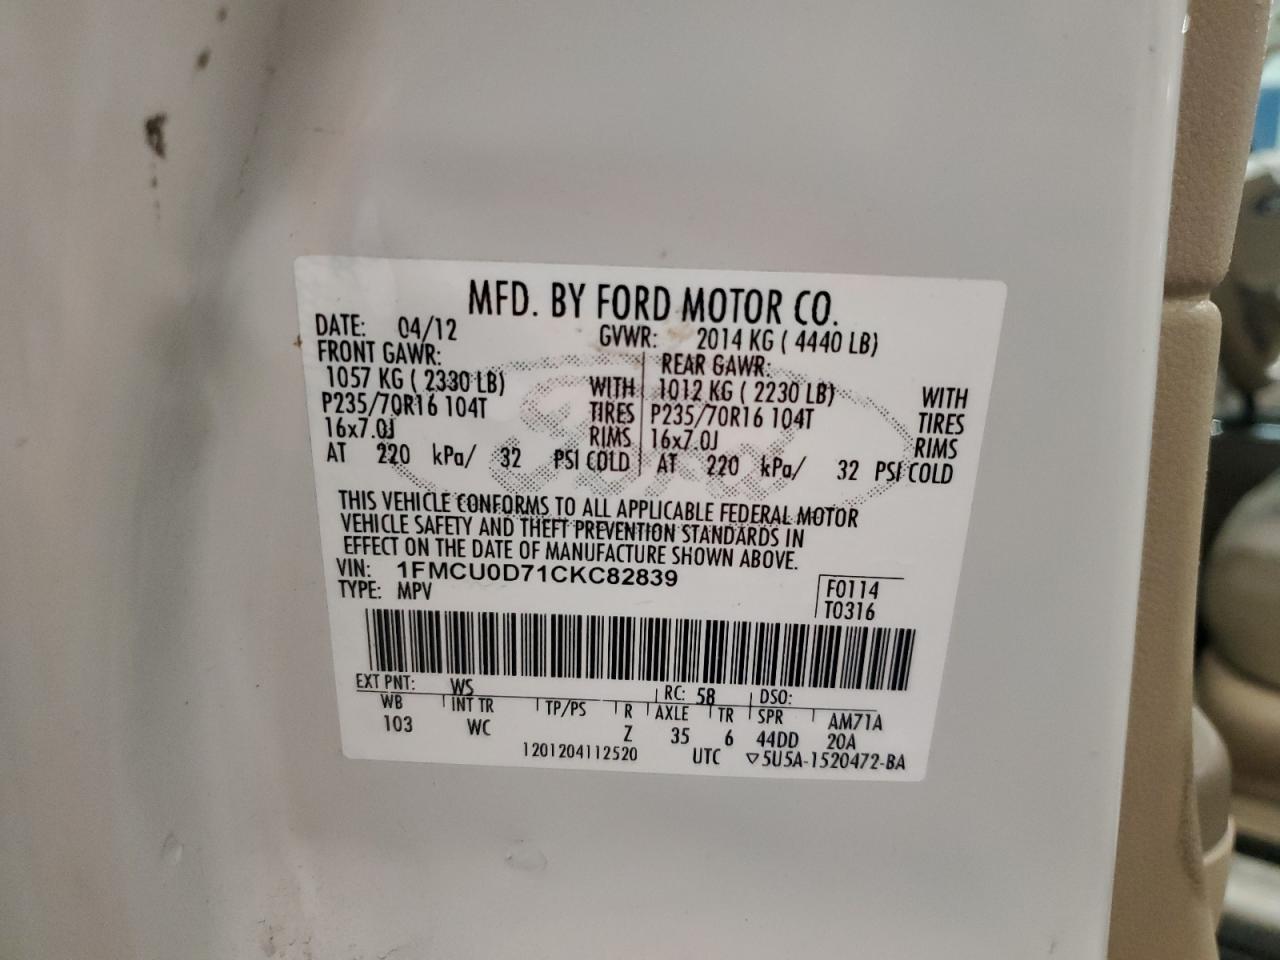 MFD. BY FORD MOTOR CO.
DATE: 04/12 GVWR: 2014 KG ( 4440 LB)
FRONT GAWR: REAR GAWR:
1057 KG ( 2330 LB) WITH 1012 KG ( 2230 LB) WITH
P235/70R16 104T TIRES P235/70R16 104T TIRES
16x7.0J RIMS 16x7.0J RIMS
AT 220 kPa/ 32 PSI COLD AT 220 kPa/ 32 PSI COLD
THIS VEHICLE CONFORMS TO ALL APPLICABLE FEDERAL MOTOR
VEHICLE SAFETY AND THEFT PREVENTION STANDARDS IN
EFFECT ON THE DATE OF MANUFACTURE SHOWN ABOVE.
VIN: 1FMCU0D71CKC82839
TYPE: MPV
F0114
T0316
EXT PNT: WS RC: 58 DSO:
WB INT TR TP/PS R AXLE TR SPR AM71A
103 WC Z 35 6 44DD 20A
1201204112520 UTC ▽5U5A-1520472-BA
Ford